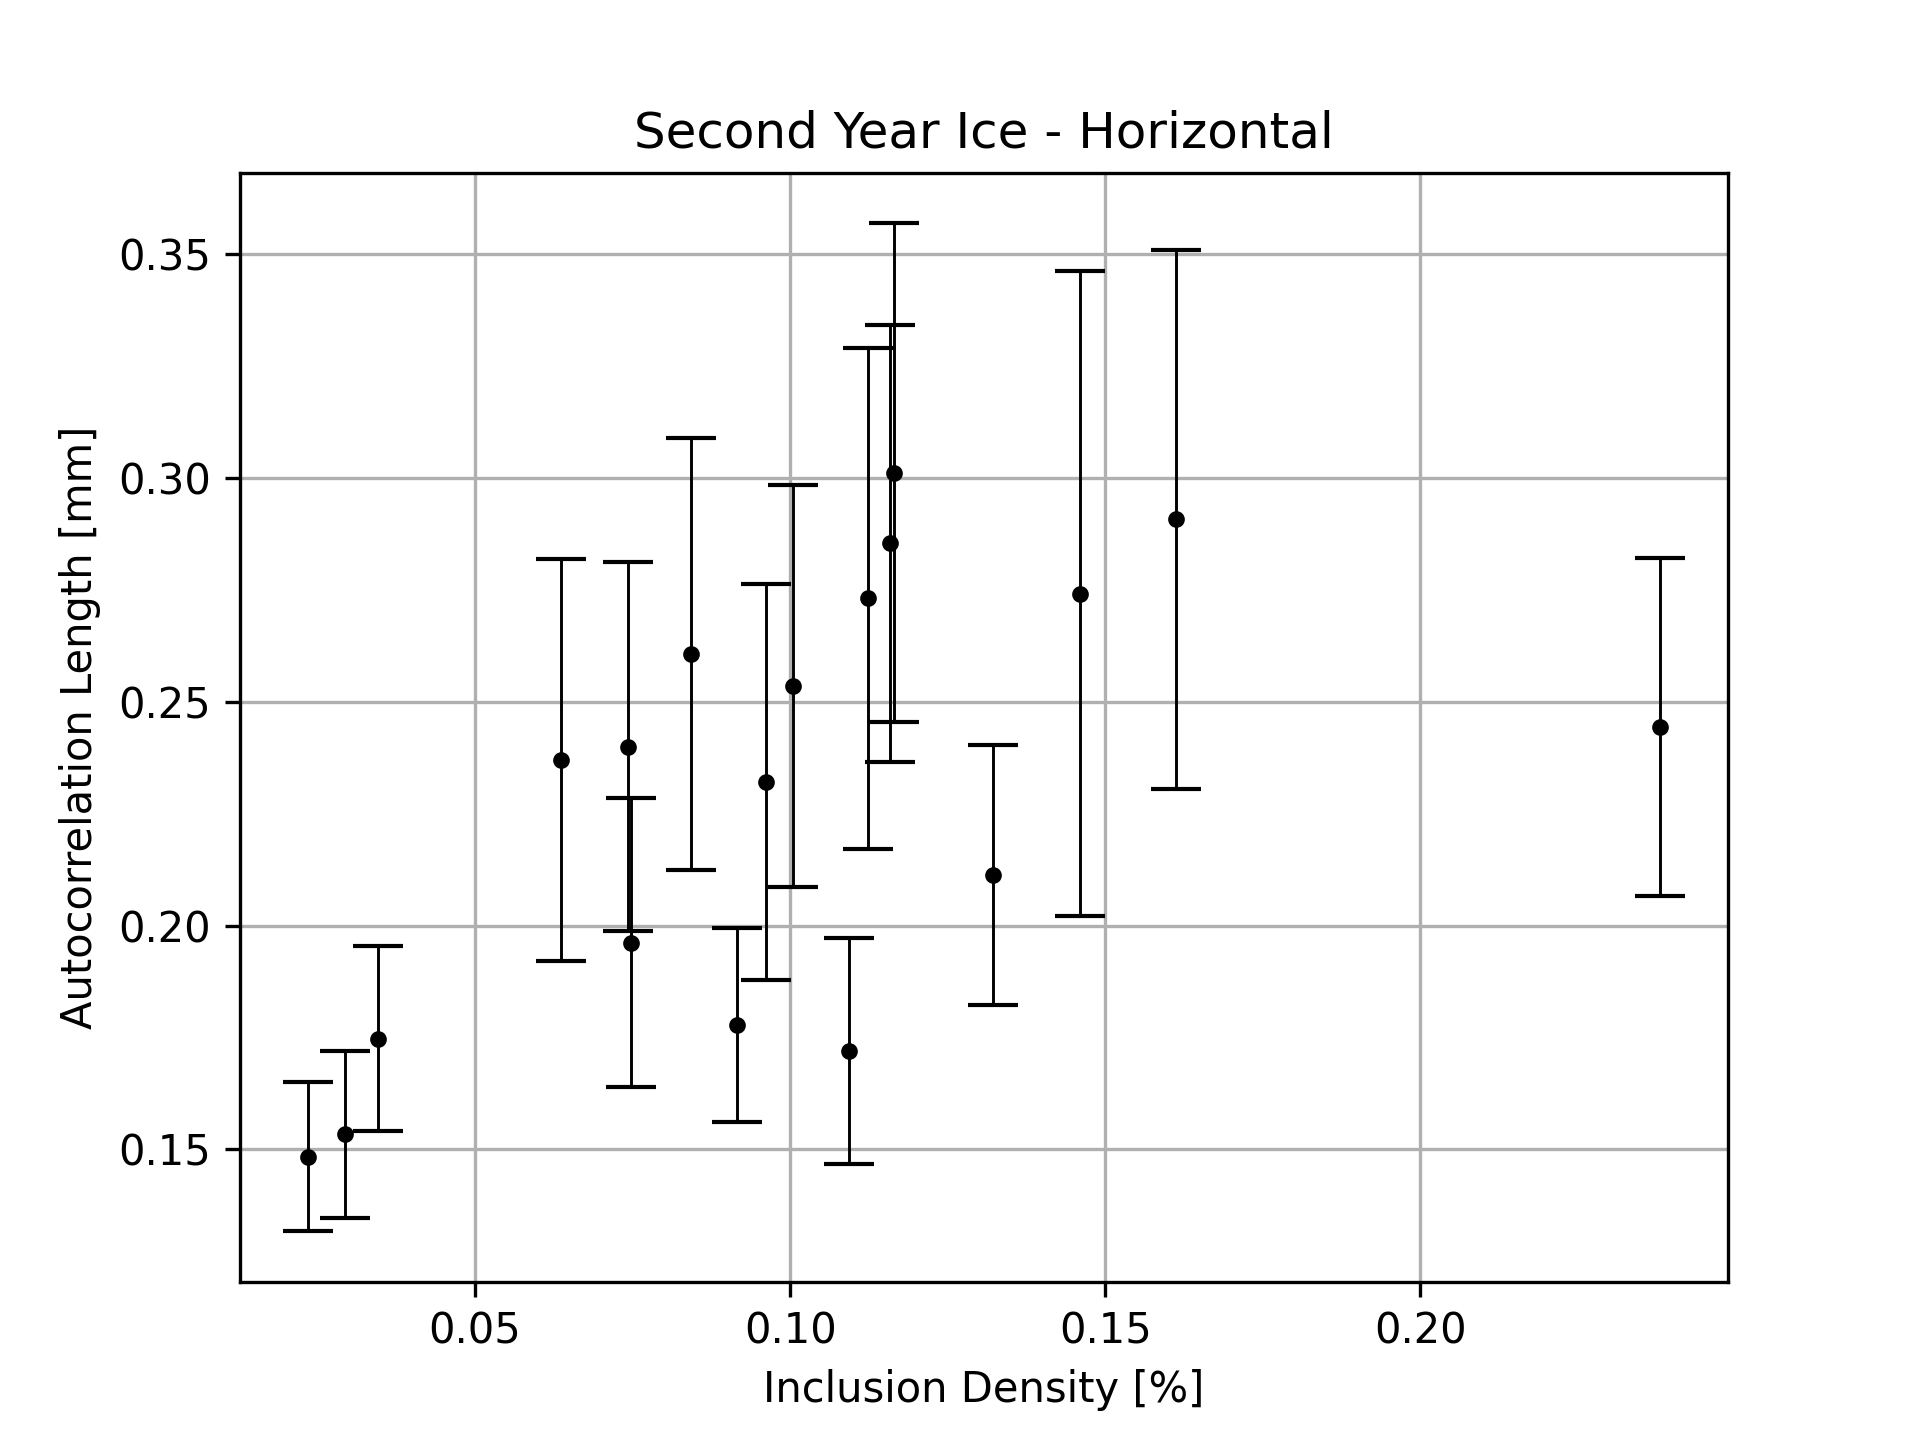 Second Year Ice - Horizontal
Autocorrelation Length [mm]
0.35
0.30
0.25
0.20
0.15
0.05 0.10 0.15 0.20
Inclusion Density [%]